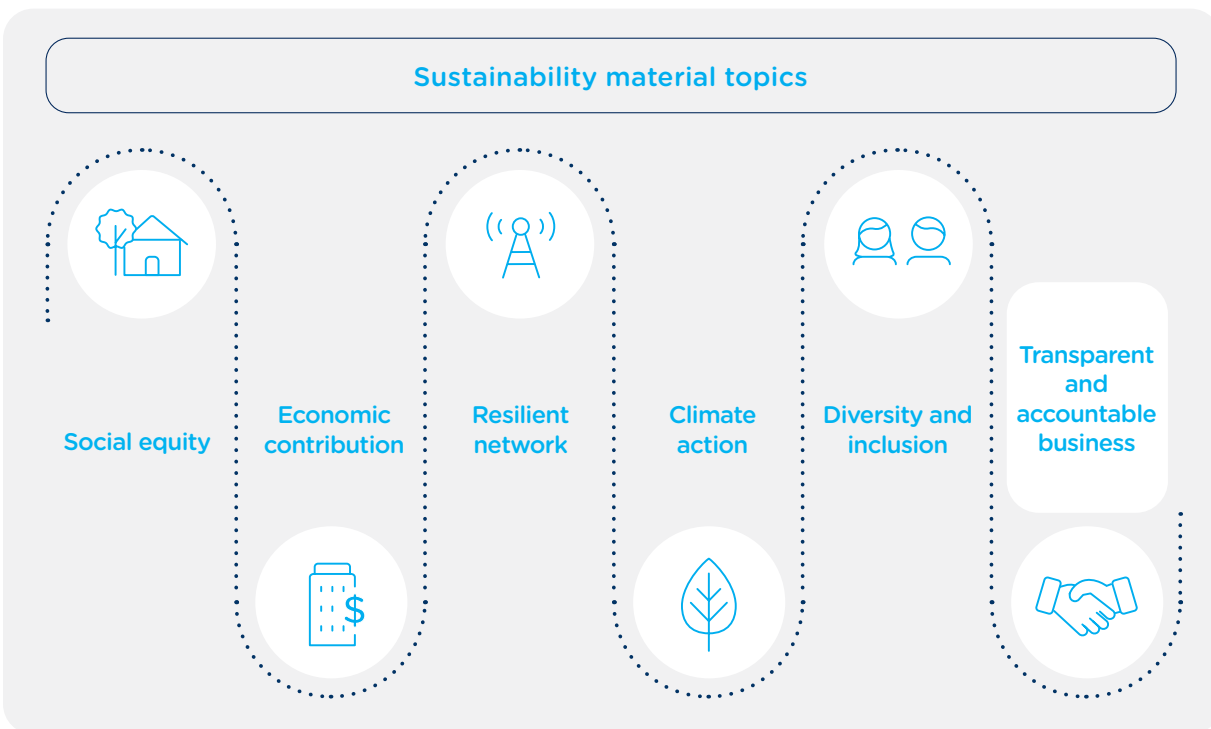 Sustainability material topics
Social equity
Economic
contribution
Resilient
network
Climate
action
Diversity and
inclusion
Transparent
and
accountable
business
$